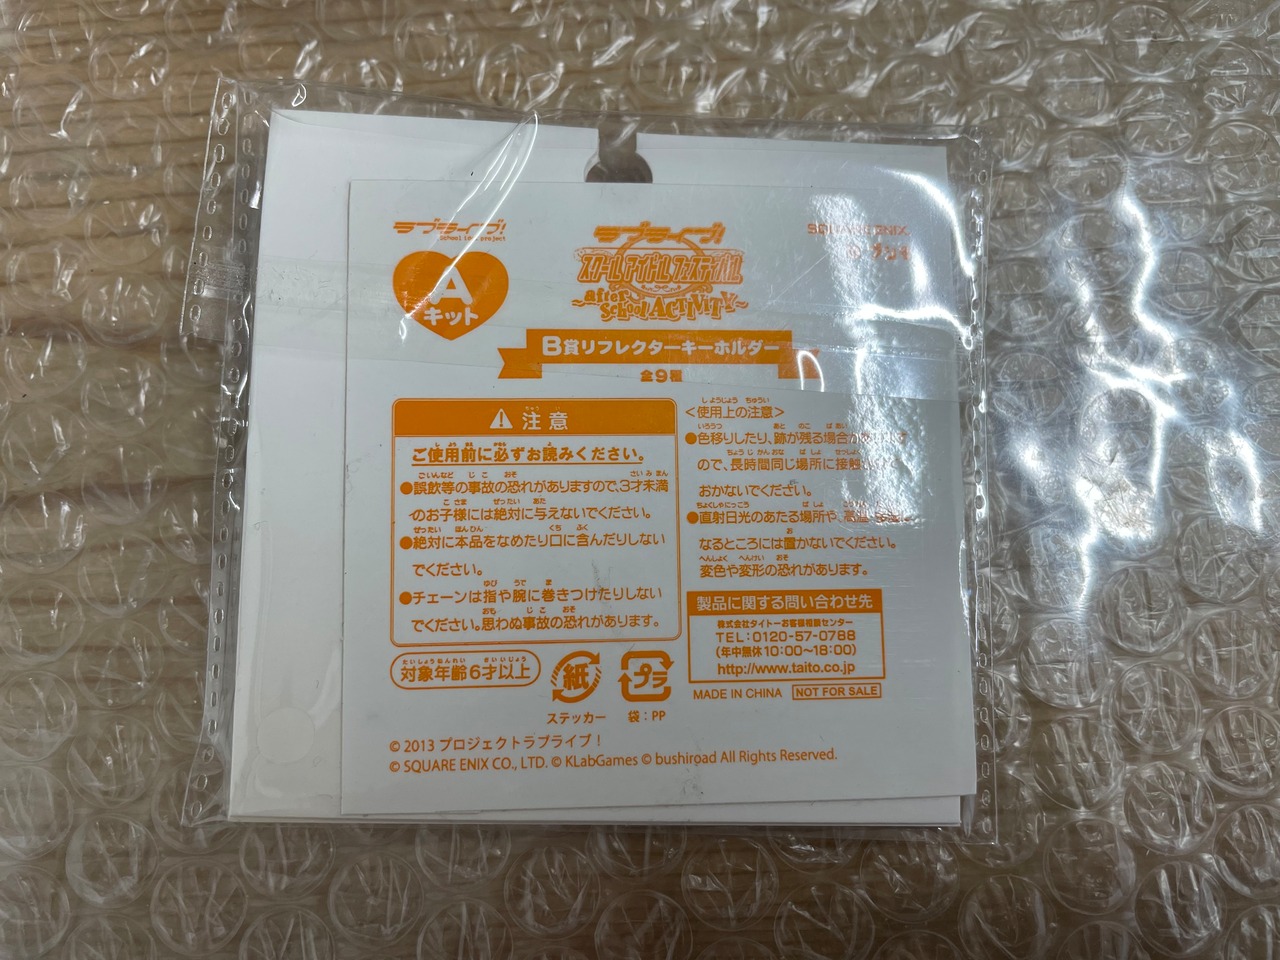 ラブライブ!
School idol project
A
キット
ラブライブ!
スクールアイドルフェスティバル
~after school ACTIVITY~
SQUARE ENIX
B賞リフレクターキーホルダー
全9種
注意
ご使用前に必ずお読みください。
●誤飲等の事故の恐れがありますので、3才未満
のお子様には絶対に与えないでください。
●絶対に本品をなめたり口に含んだりしない
でください。
●チェーンは指や腕に巻きつけたりしない
でください。思わぬ事故の恐れがあります。
対象年齢6才以上
紙
プラ
ステッカー 袋:PP
<使用上の注意>
●色移りしたり、跡が残る場合が
ので、長時間同じ場所に接触
おかないでください。
●直射日光のあたる場所や、高温
なるところには置かないでください。
変色や変形の恐れがあります。
製品に関する問い合わせ先
株式会社タイトーお客様相談センター
TEL:0120-57-0788
(年中無休10:00~18:00)
http://www.taito.co.jp
MADE IN CHINA NOT FOR SALE
© 2013 プロジェクトラブライブ!
© SQUARE ENIX CO., LTD. © KLabGames © bushiroad All Rights Reserved.